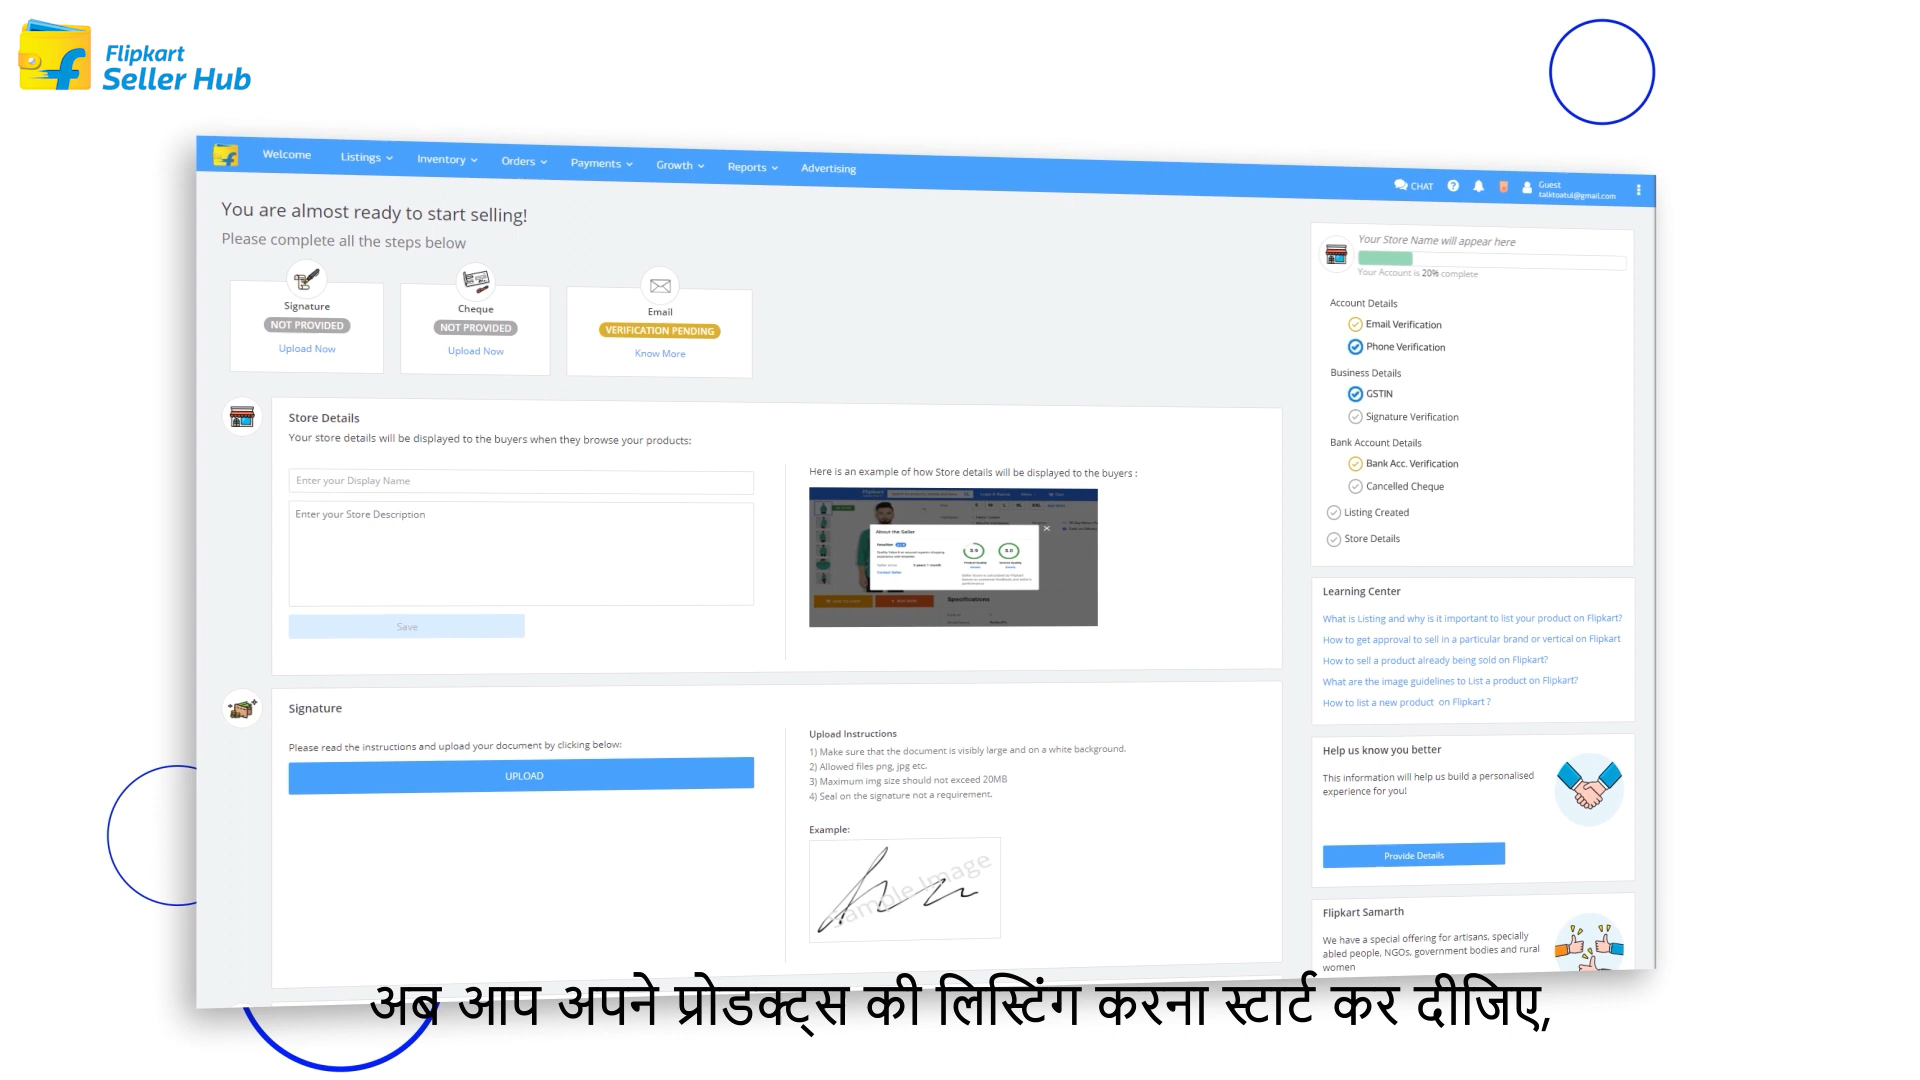 Flipkart
Seller Hub
Welcome
Listings
Inventory
Orders
Payments
Growth
Reports
Advertising
CHAT
Guest
talktoatul@gmail.com
You are almost ready to start selling!
Please complete all the steps below
Signature
NOT PROVIDED
Upload Now
Cheque
NOT PROVIDED
Upload Now
Email
VERIFICATION PENDING
Know More
Store Details
Your store details will be displayed to the buyers when they browse your products:
Enter your Display Name
Enter your Store Description
Save
Here is an example of how Store details will be displayed to the buyers :
About the Seller
Specifications
Signature
Please read the instructions and upload your document by clicking below:
UPLOAD
Upload Instructions
1) Make sure that the document is visibly large and on a white background.
2) Allowed files png, jpg etc.
3) Maximum img size should not exceed 20MB
4) Seal on the signature not a requirement.
Example:
Sample Image
Your Store Name will appear here
Your Account is 20% complete
Account Details
Email Verification
Phone Verification
Business Details
GSTIN
Signature Verification
Bank Account Details
Bank Acc. Verification
Cancelled Cheque
Listing Created
Store Details
Learning Center
What is Listing and why is it important to list your product on Flipkart?
How to get approval to sell in a particular brand or vertical on Flipkart
How to sell a product already being sold on Flipkart?
What are the image guidelines to List a product on Flipkart?
How to list a new product on Flipkart ?
Help us know you better
This information will help us build a personalised
experience for you!
Provide Details
Flipkart Samarth
We have a special offering for artisans, specially
abled people, NGOs, government bodies and rural
women
अब आप अपने प्रोडक्ट्स की लिस्टिंग करना स्टार्ट कर दीजिए,